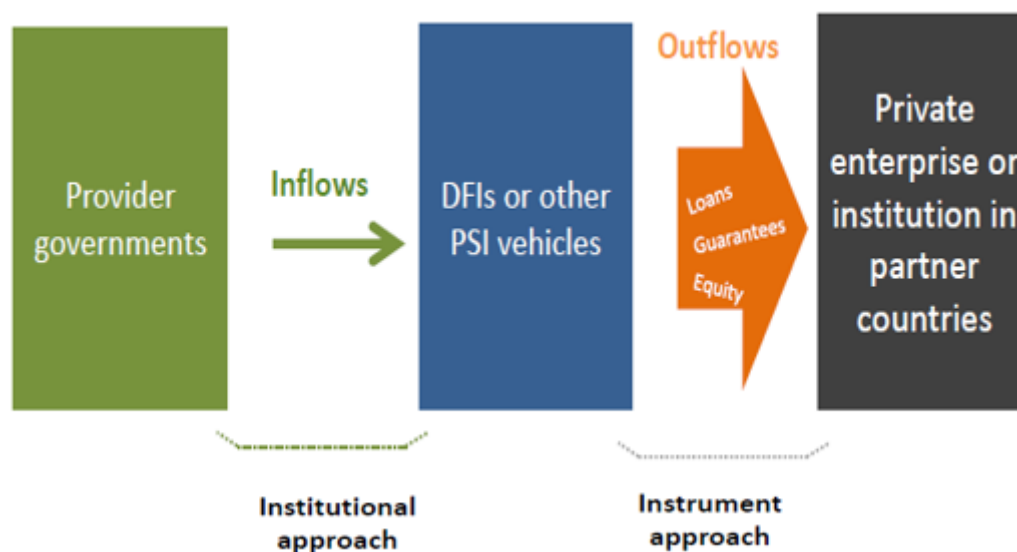 Provider
governments
Inflows
DFIs or other
PSI vehicles
Outflows
Loans
Guarantees
Equity
Private
enterprise or
institution in
partner
countries
Institutional
approach
Instrument
approach